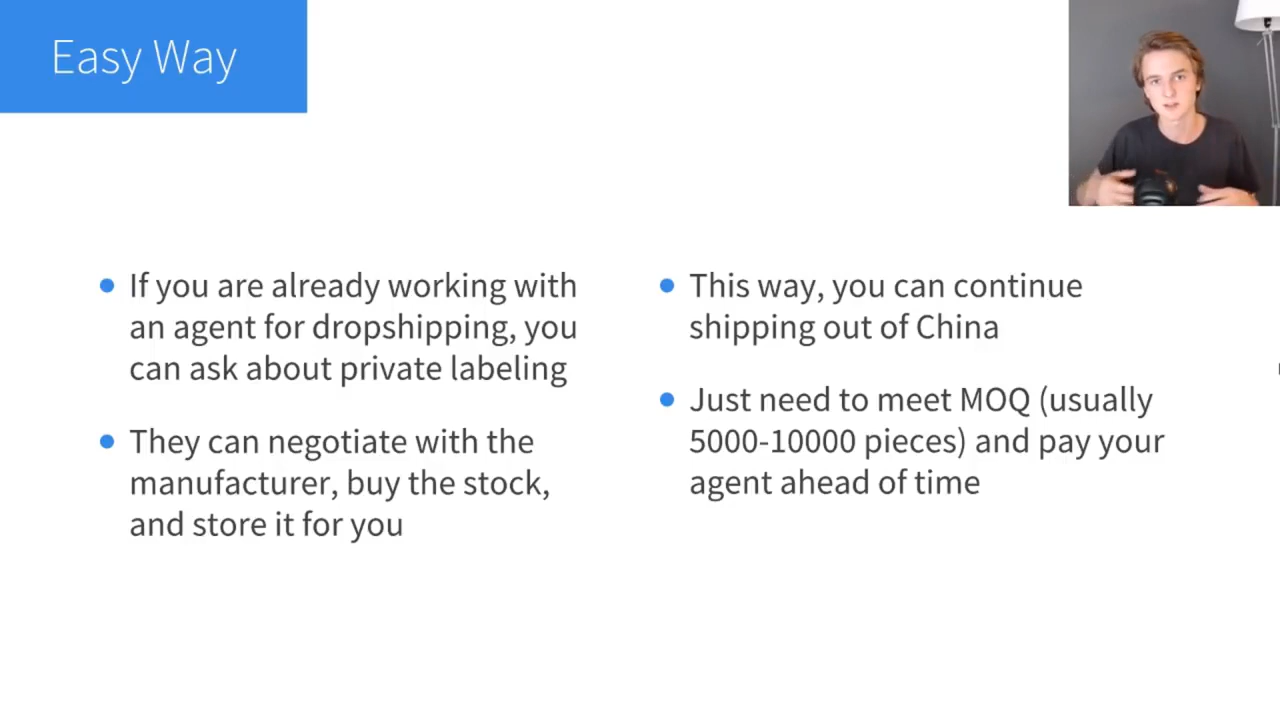 Easy Way
If you are already working with
an agent for dropshipping, you
can ask about private labeling
They can negotiate with the
manufacturer, buy the stock,
and store it for you
This way, you can continue
shipping out of China
Just need to meet MOQ (usually
5000-10000 pieces) and pay your
agent ahead of time